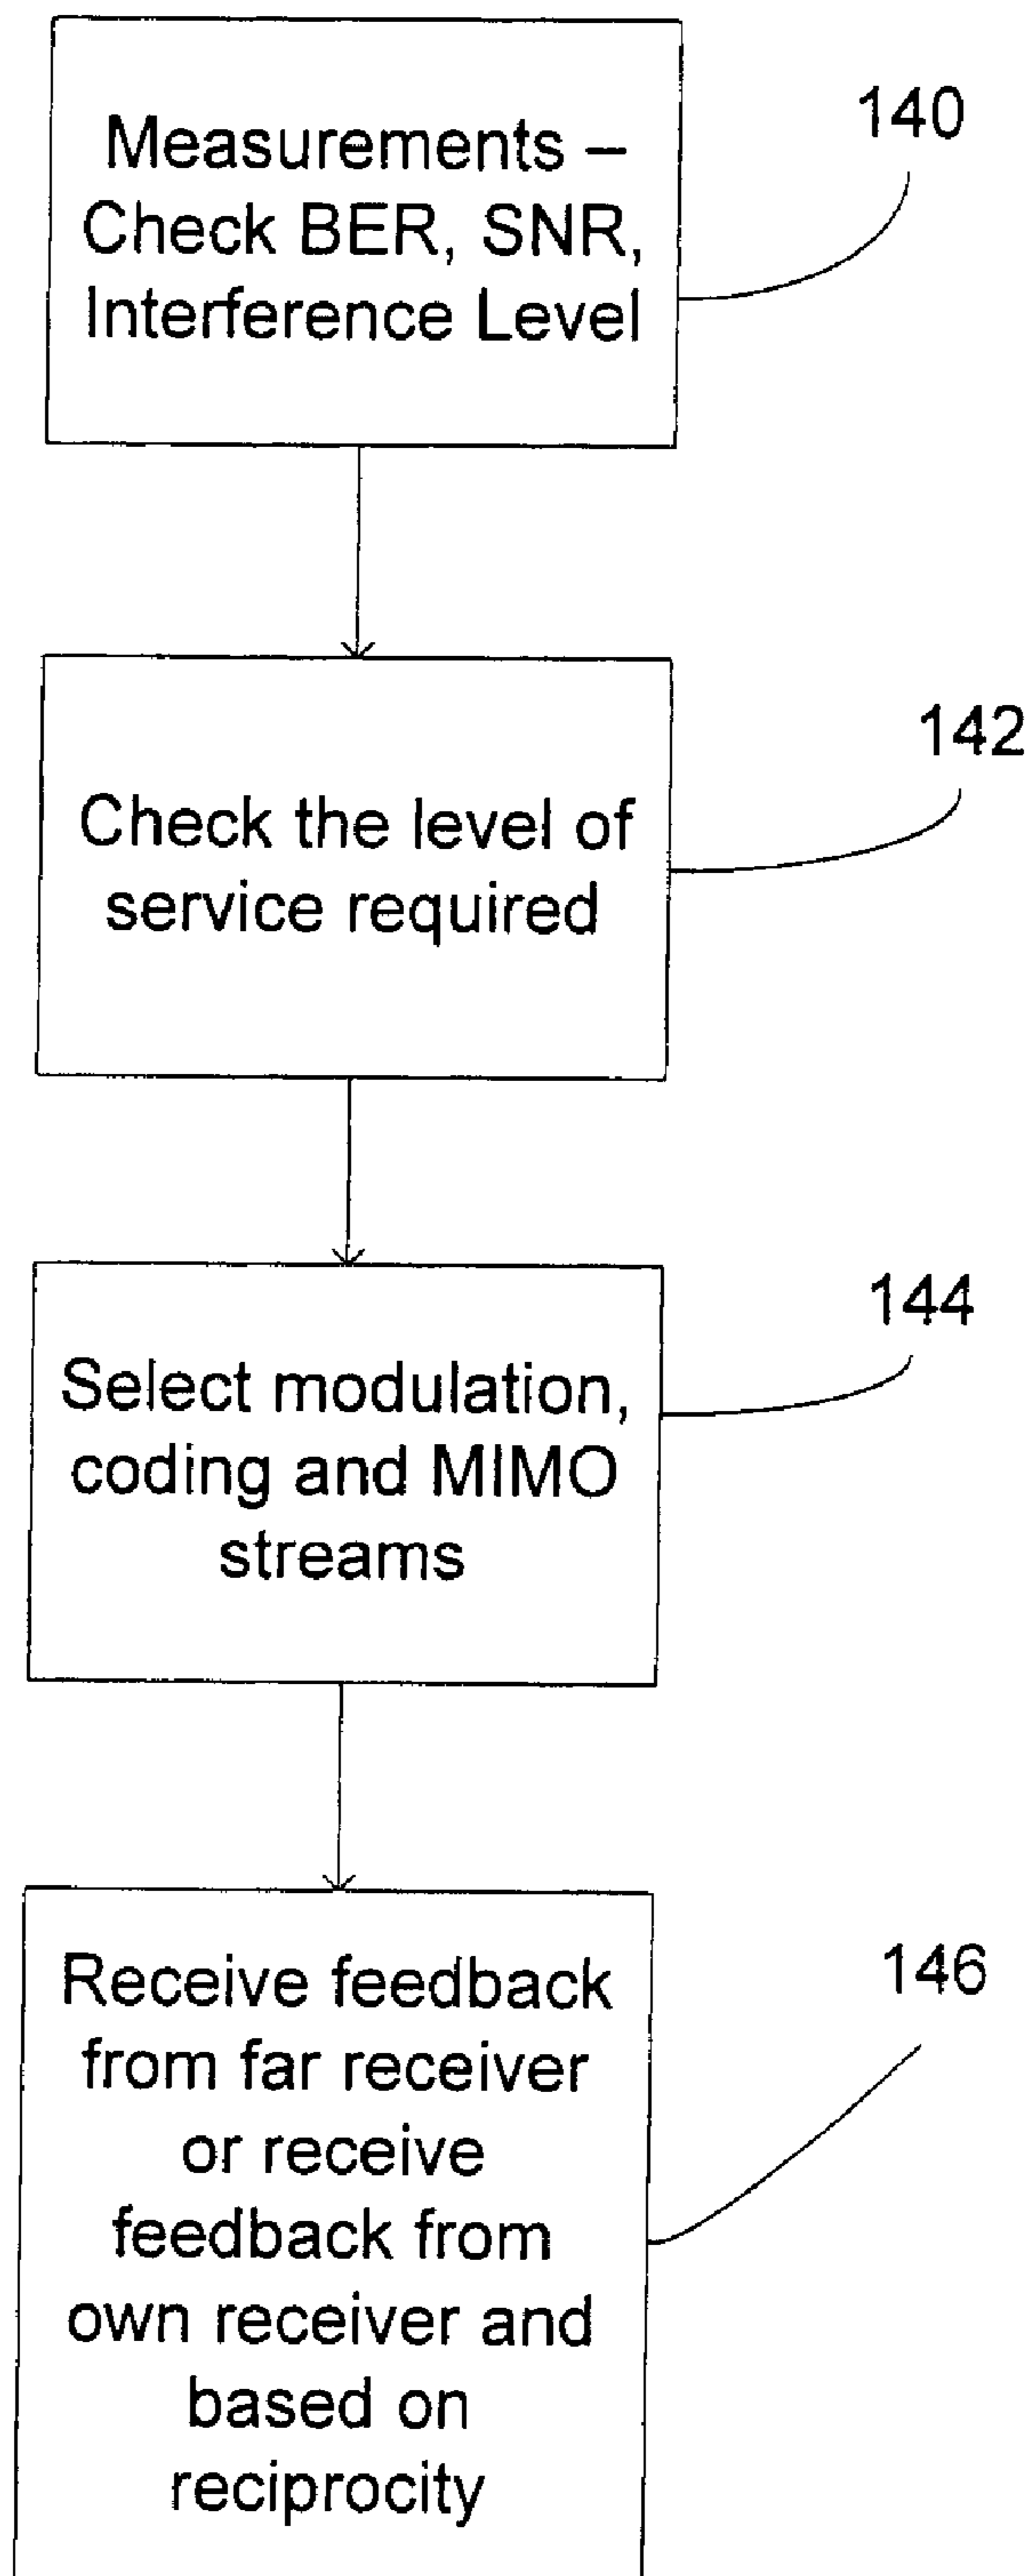 Measurements –
Check BER, SNR,
Interference Level
140
Check the level of
service required
142
Select modulation,
coding and MIMO
streams
144
Receive feedback
from far receiver
or receive
feedback from
own receiver and
based on
reciprocity
146